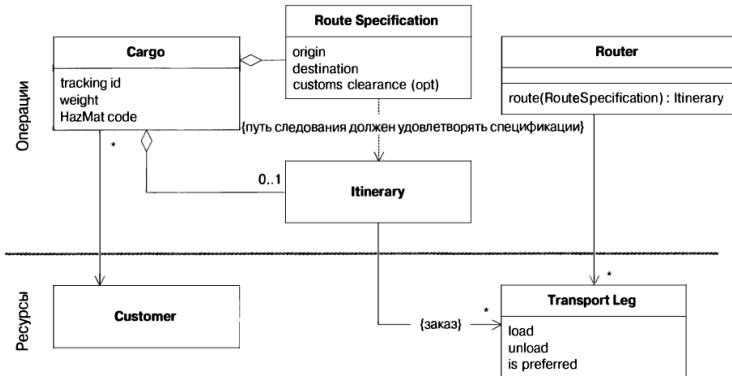 Операции
Cargo
tracking id
weight
HazMat code
Route Specification
origin
destination
customs clearance (opt)
Router
route(RouteSpecification) : Itinerary
{путь следования должен удовлетворять спецификации}
*
0..1
Itinerary
Ресурсы
Customer
{заказ}
*
*
Transport Leg
load
unload
is preferred